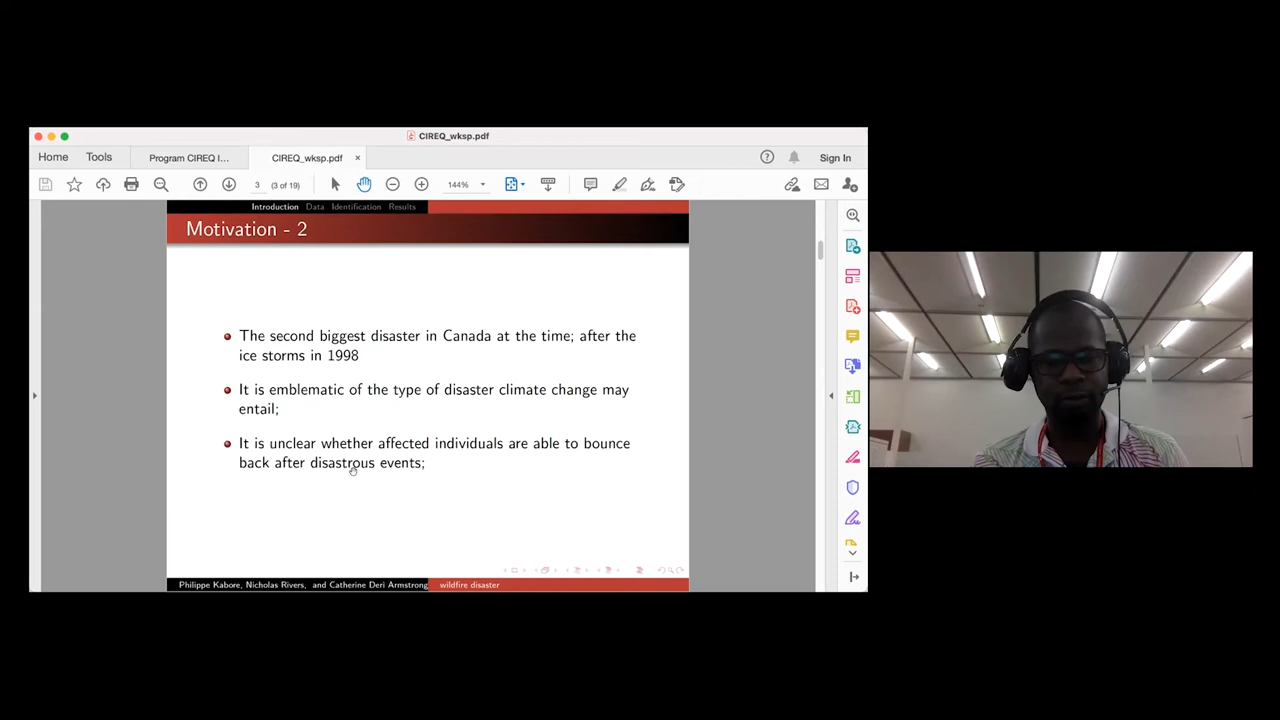 CIREQ_wksp.pdf
Home Tools Program CIREQ I... CIREQ_wksp.pdf × Sign In
3 (3 of 19) 144%
Introduction Data Identification Results
Motivation - 2
The second biggest disaster in Canada at the time; after the
ice storms in 1998
It is emblematic of the type of disaster climate change may
entail;
It is unclear whether affected individuals are able to bounce
back after disastrous events;
Philippe Kabore, Nicholas Rivers, and Catherine Deri Armstrong wildfire disaster